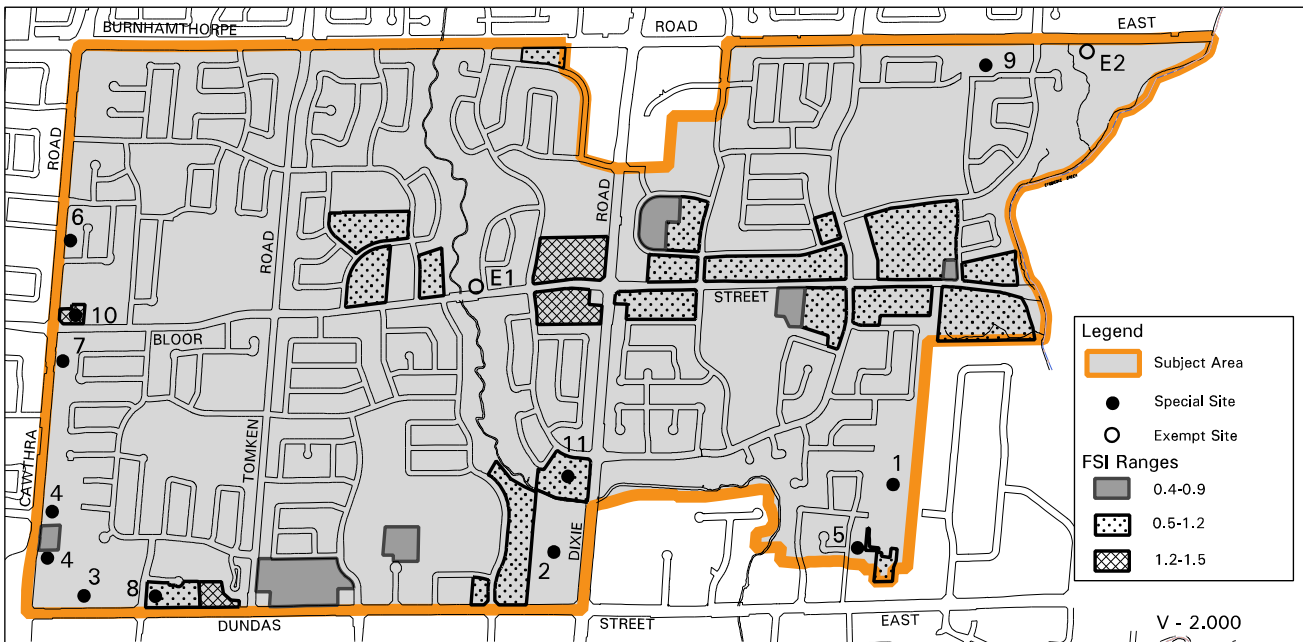 BURNHAMTHORPE ROAD EAST
9
E2
ROAD
6
ROAD
ROAD
E1
STREET
10
BLOOR
7
CAWTHRA
TOMKEN
11
4
1
4
5
DIXIE
2
3
8
DUNDAS STREET EAST
Legend
Subject Area
Special Site
Exempt Site
FSI Ranges
0.4-0.9
0.5-1.2
1.2-1.5
V - 2.000